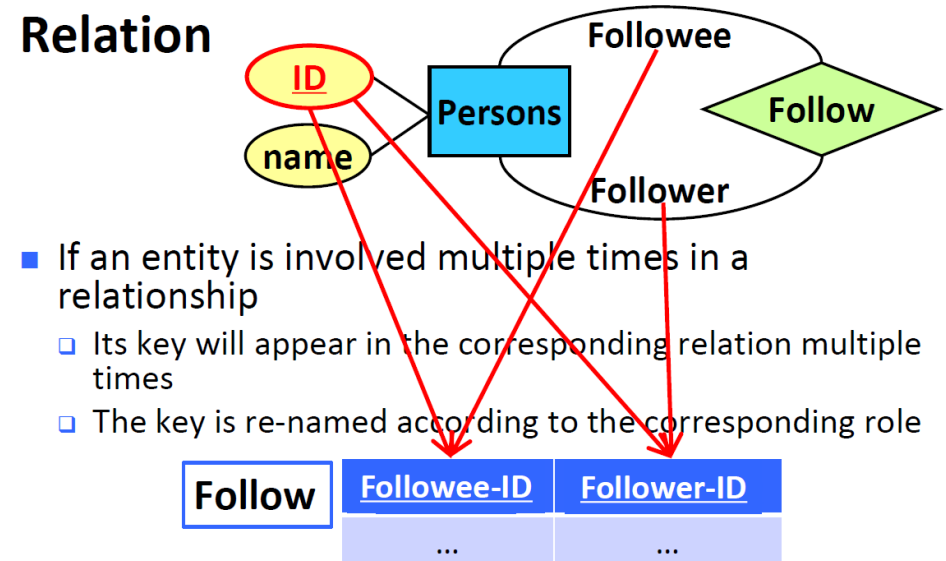 Relation
Followee
ID
Persons
Follow
name
Follower
If an entity is involved multiple times in a
relationship
Its key will appear in the corresponding relation multiple
times
The key is re-named according to the corresponding role
Follow
Followee-ID
Follower-ID
...
...